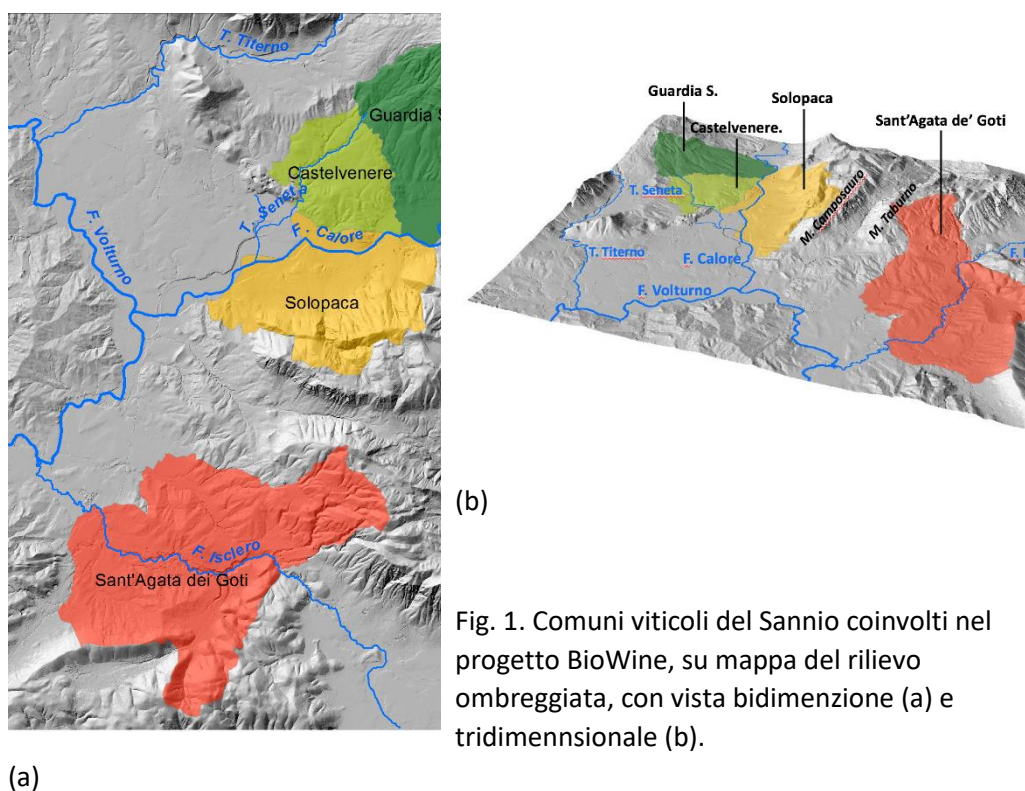 T. Titerno
Guardia S
Castelvenere
T. Seneta
F. Calore
F. Volturno
Solopaca
F. Isclero
Sant'Agata dei Goti
(a)
Guardia S.
Solopaca
Castelvenere.
Sant'Agata de' Goti
T. Seneta
M. Camposauro
M. Taburno
T. Titerno
F. Calore
F. Volturno
F. I
(b)
Fig. 1. Comuni viticoli del Sannio coinvolti nel
progetto BioWine, su mappa del rilievo
ombreggiata, con vista bidimenzione (a) e
tridimennsionale (b).